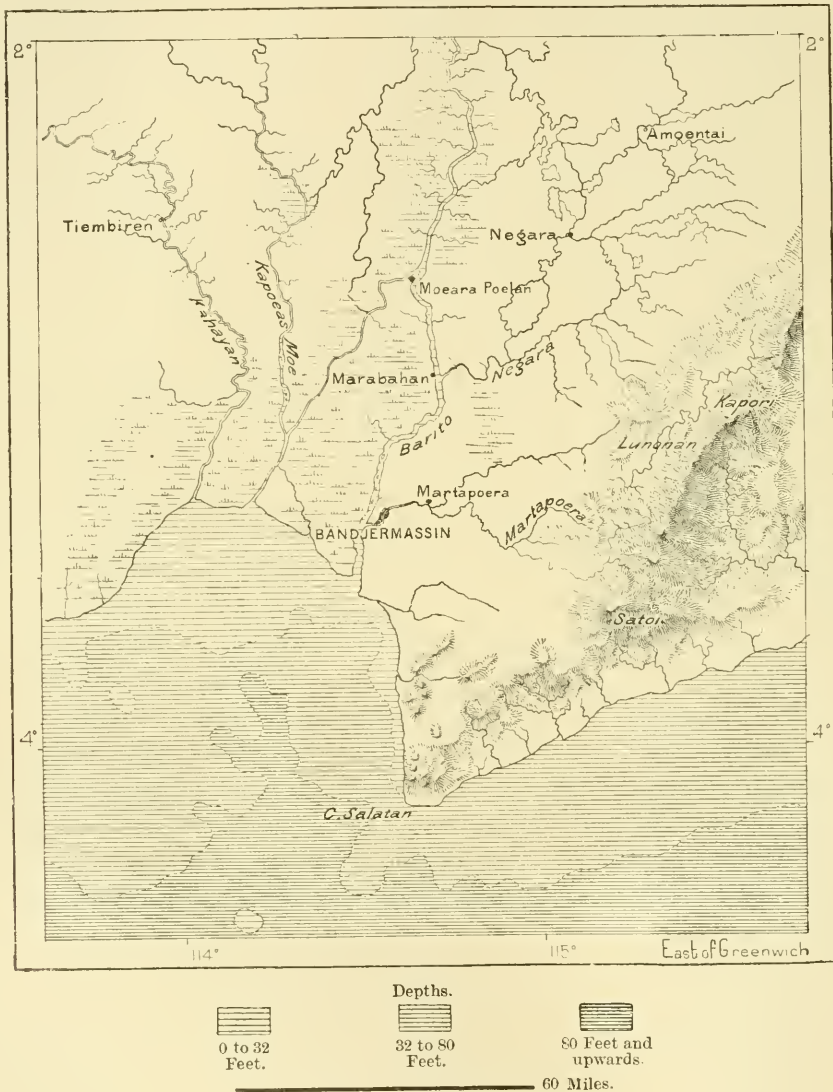 2° 2°
Amoentai
Tiembiren
Negara
Kahayan
Kapoeas Moe
Moeara Poelan
Marabahan
Negara
Kapori
Barito
Lunonan
Martapoera
Martapoera
BANDJERMASSIN
Satoi
4° 4°
C. Salatan
114° 115° East of Greenwich
Depths.
0 to 32 Feet.
32 to 80 Feet.
80 Feet and upwards.
60 Miles.